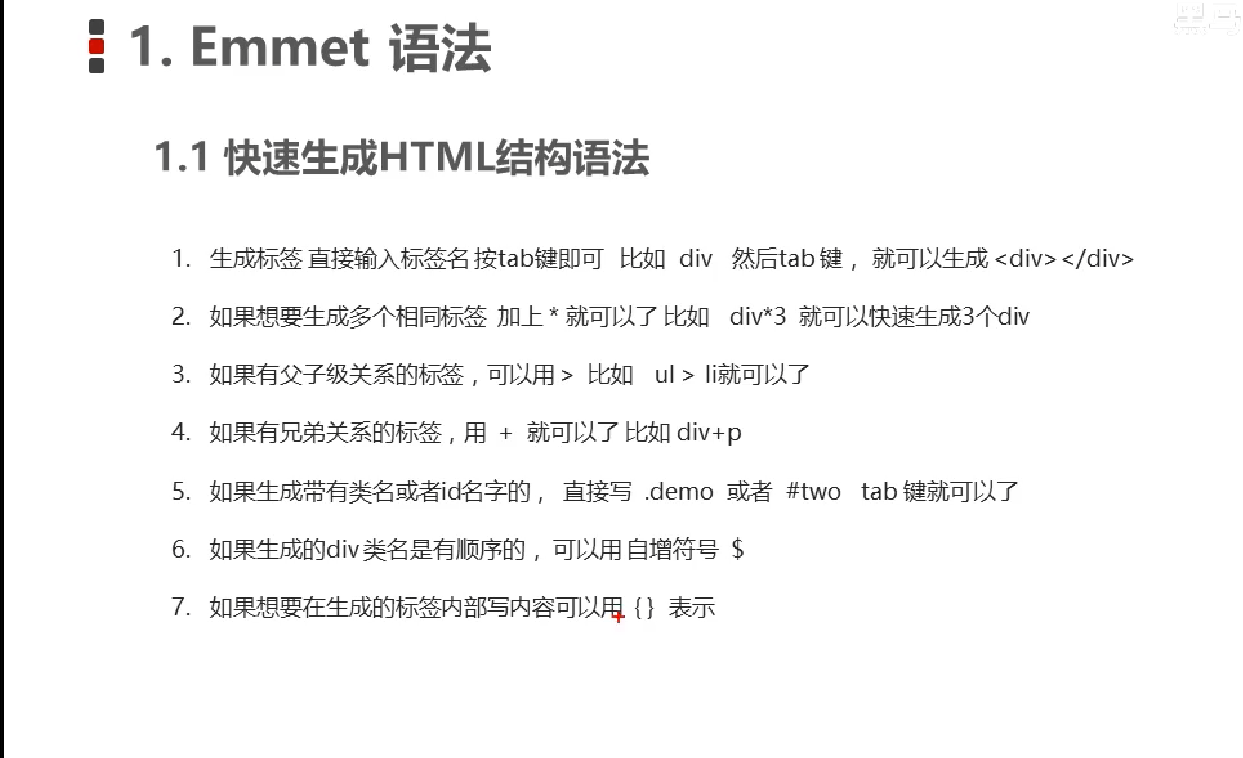 黑马
1. Emmet 语法
1.1 快速生成HTML结构语法
1. 生成标签 直接输入标签名 按tab键即可 比如 div 然后tab 键， 就可以生成 <div></div>
2. 如果想要生成多个相同标签 加上 * 就可以了 比如 div*3 就可以快速生成3个div
3. 如果有父子级关系的标签，可以用 > 比如 ul > li就可以了
4. 如果有兄弟关系的标签，用 + 就可以了 比如 div+p
5. 如果生成带有类名或者id名字的， 直接写 .demo 或者 #two tab 键就可以了
6. 如果生成的div 类名是有顺序的， 可以用 自增符号 $
7. 如果想要在生成的标签内部写内容可以用 {} 表示